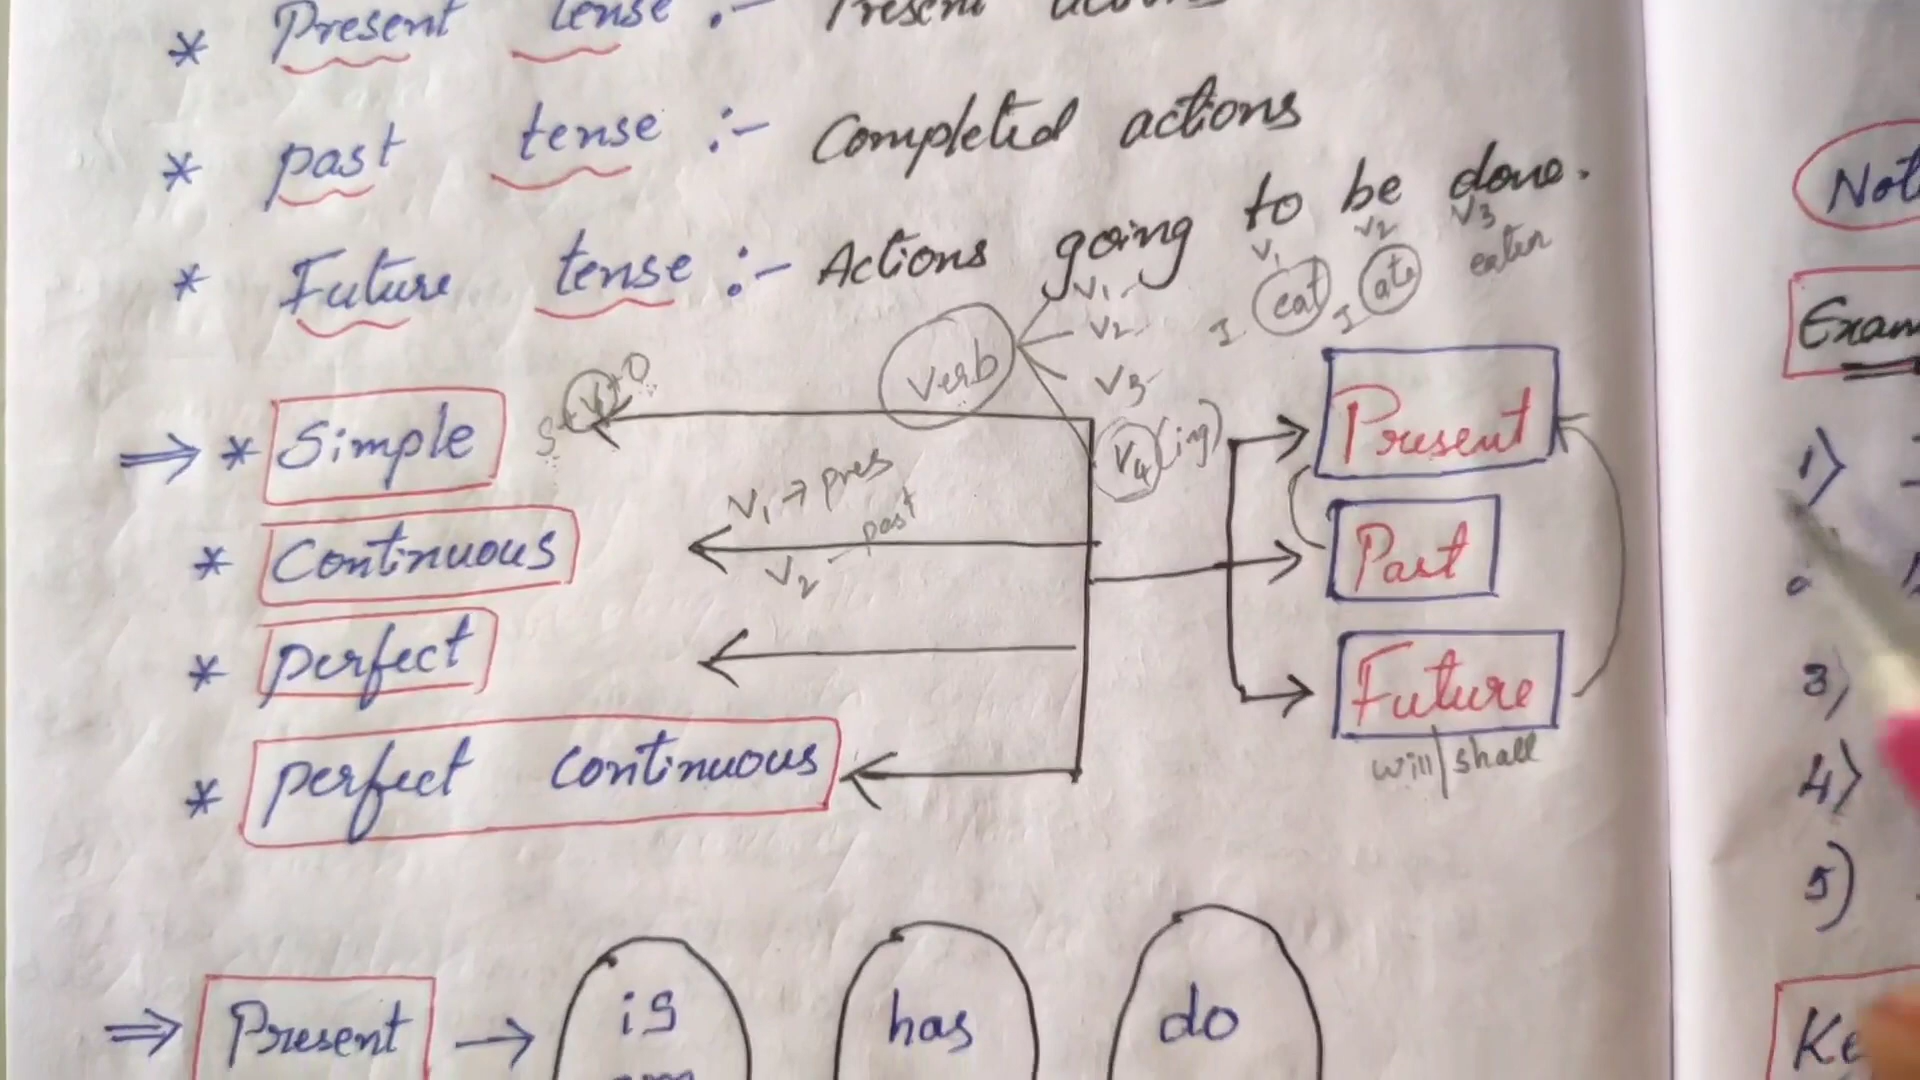 * Present tense :- Present
* past tense :- Completed actions
* Future tense :- Actions going to be done.
V1 V2 V3
I eat I ate eaten
Verb
V1
V2
V3
V4 (ing)
S+V+O
⇒ * Simple
* Continuous
* perfect
* perfect continuous
V1 → pres
V2 - past
Present
Past
Future
will/shall
⇒ Present → is has do
Exam
1)
3)
4)
5)